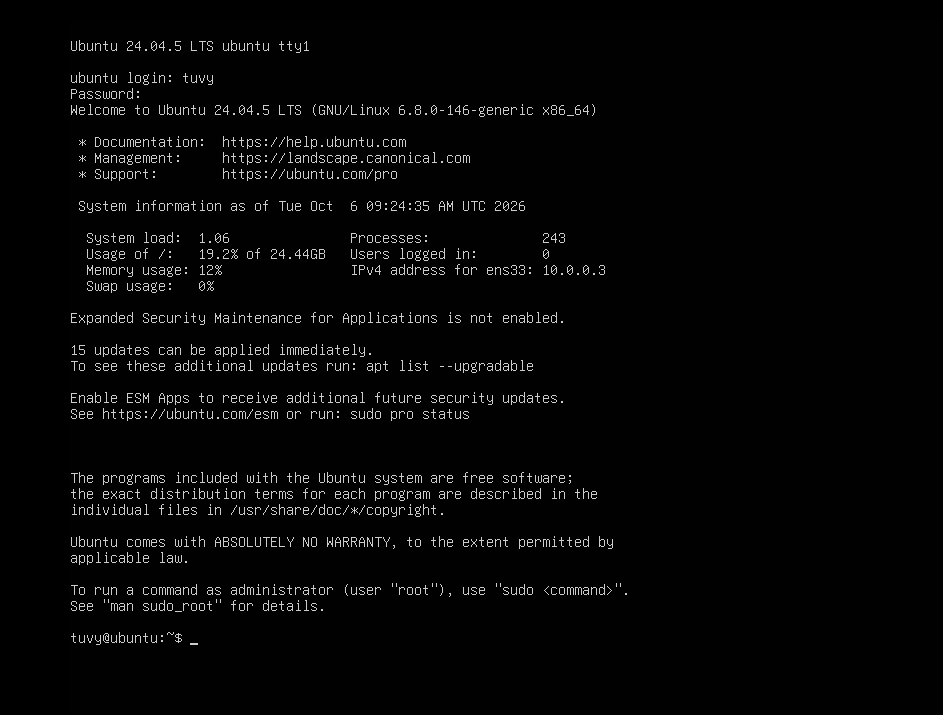 Ubuntu 24.04.5 LTS ubuntu tty1
ubuntu login: tuvy
Password:
Welcome to Ubuntu 24.04.5 LTS (GNU/Linux 6.8.0-146-generic x86_64)
* Documentation:  https://help.ubuntu.com
* Management:     https://landscape.canonical.com
* Support:        https://ubuntu.com/pro
System information as of Tue Oct  6 09:24:35 AM UTC 2026
System load:  1.06               Processes:              243
Usage of /:   19.2% of 24.44GB   Users logged in:        0
Memory usage: 12%                IPv4 address for ens33: 10.0.0.3
Swap usage:   0%
Expanded Security Maintenance for Applications is not enabled.
15 updates can be applied immediately.
To see these additional updates run: apt list --upgradable
Enable ESM Apps to receive additional future security updates.
See https://ubuntu.com/esm or run: sudo pro status
The programs included with the Ubuntu system are free software;
the exact distribution terms for each program are described in the
individual files in /usr/share/doc/*/copyright.
Ubuntu comes with ABSOLUTELY NO WARRANTY, to the extent permitted by
applicable law.
To run a command as administrator (user "root"), use "sudo <command>".
See "man sudo_root" for details.
tuvy@ubuntu:~$ _